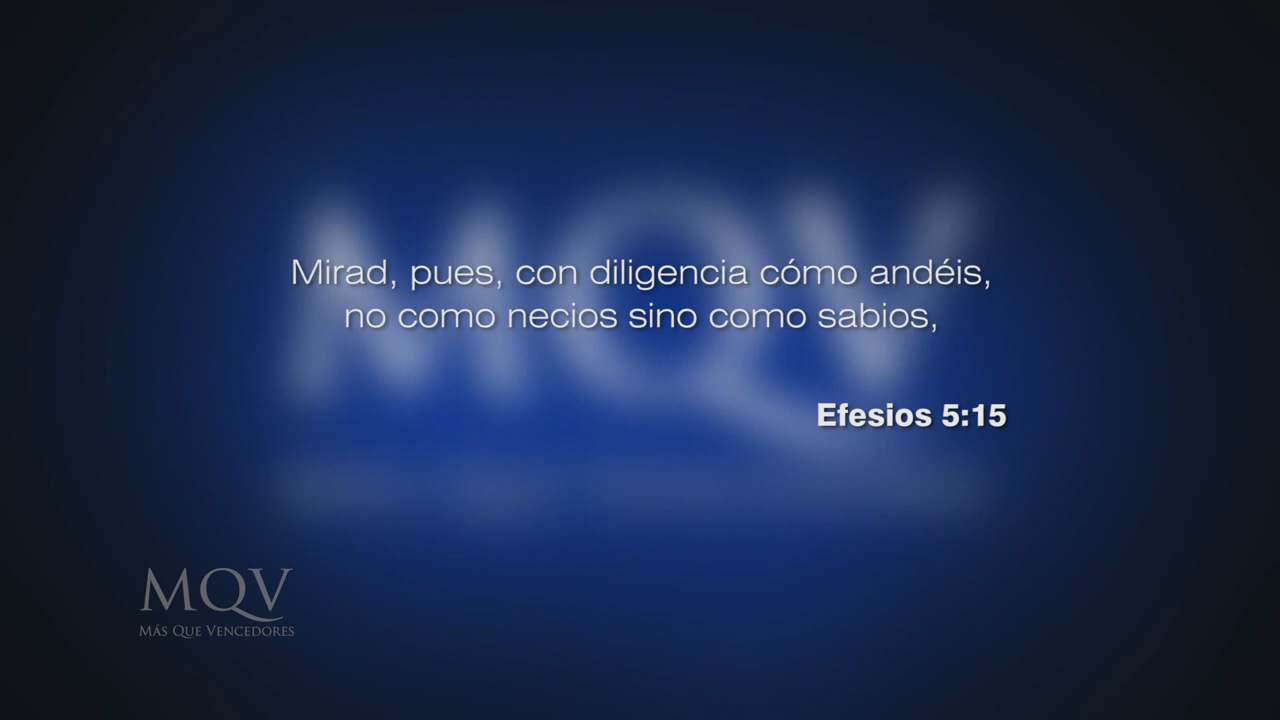 MQV
Mirad, pues, con diligencia cómo andéis,
no como necios sino como sabios,
Efesios 5:15
MQV
MÁS QUE VENCEDORES